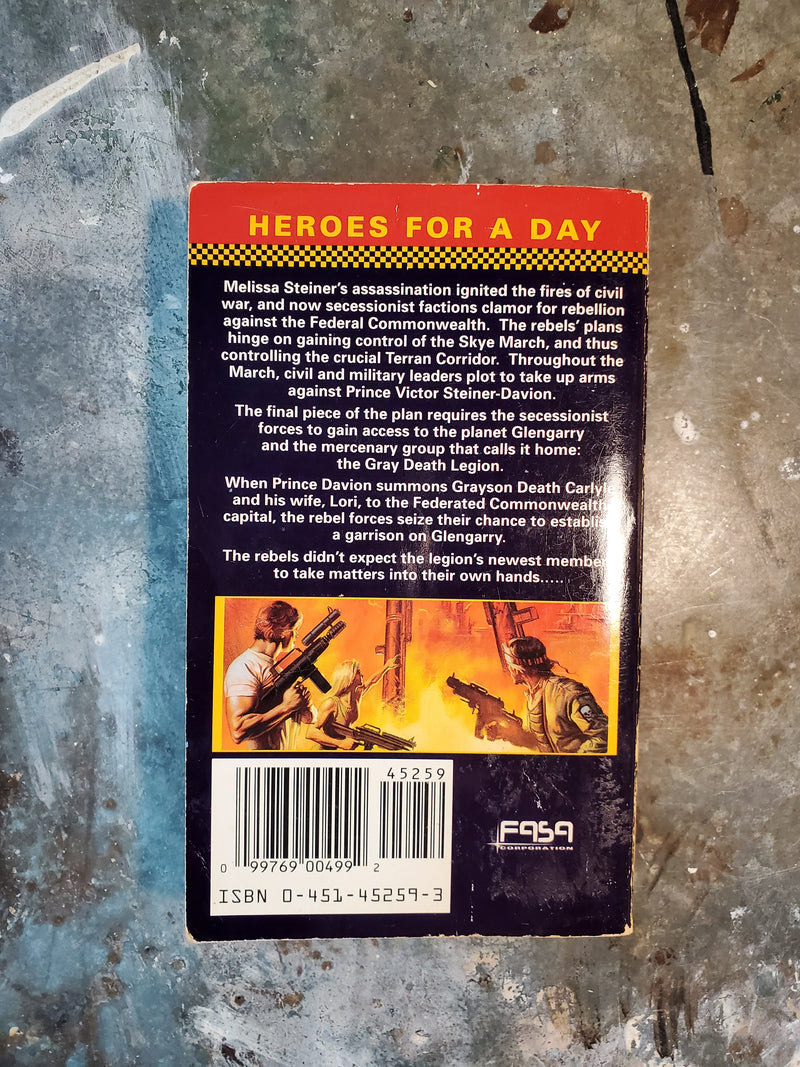 HEROES FOR A DAY
Melissa Steiner's assassination ignited the fires of civil
war, and now secessionist factions clamor for rebellion
against the Federal Commonwealth. The rebels' plans
hinge on gaining control of the Skye March, and thus
controlling the crucial Terran Corridor. Throughout the
March, civil and military leaders plot to take up arms
against Prince Victor Steiner-Davion.
The final piece of the plan requires the secessionist
forces to gain access to the planet Glengarry
and the mercenary group that calls it home:
the Gray Death Legion.
When Prince Davion summons Grayson Death Carlyle
and his wife, Lori, to the Federated Commonwealth
capital, the rebel forces seize their chance to establish
a garrison on Glengarry.
The rebels didn't expect the legion's newest members
to take matters into their own hands.....
45259
0 99769 00499 2
ISBN 0-451-45259-3
FASA
CORPORATION